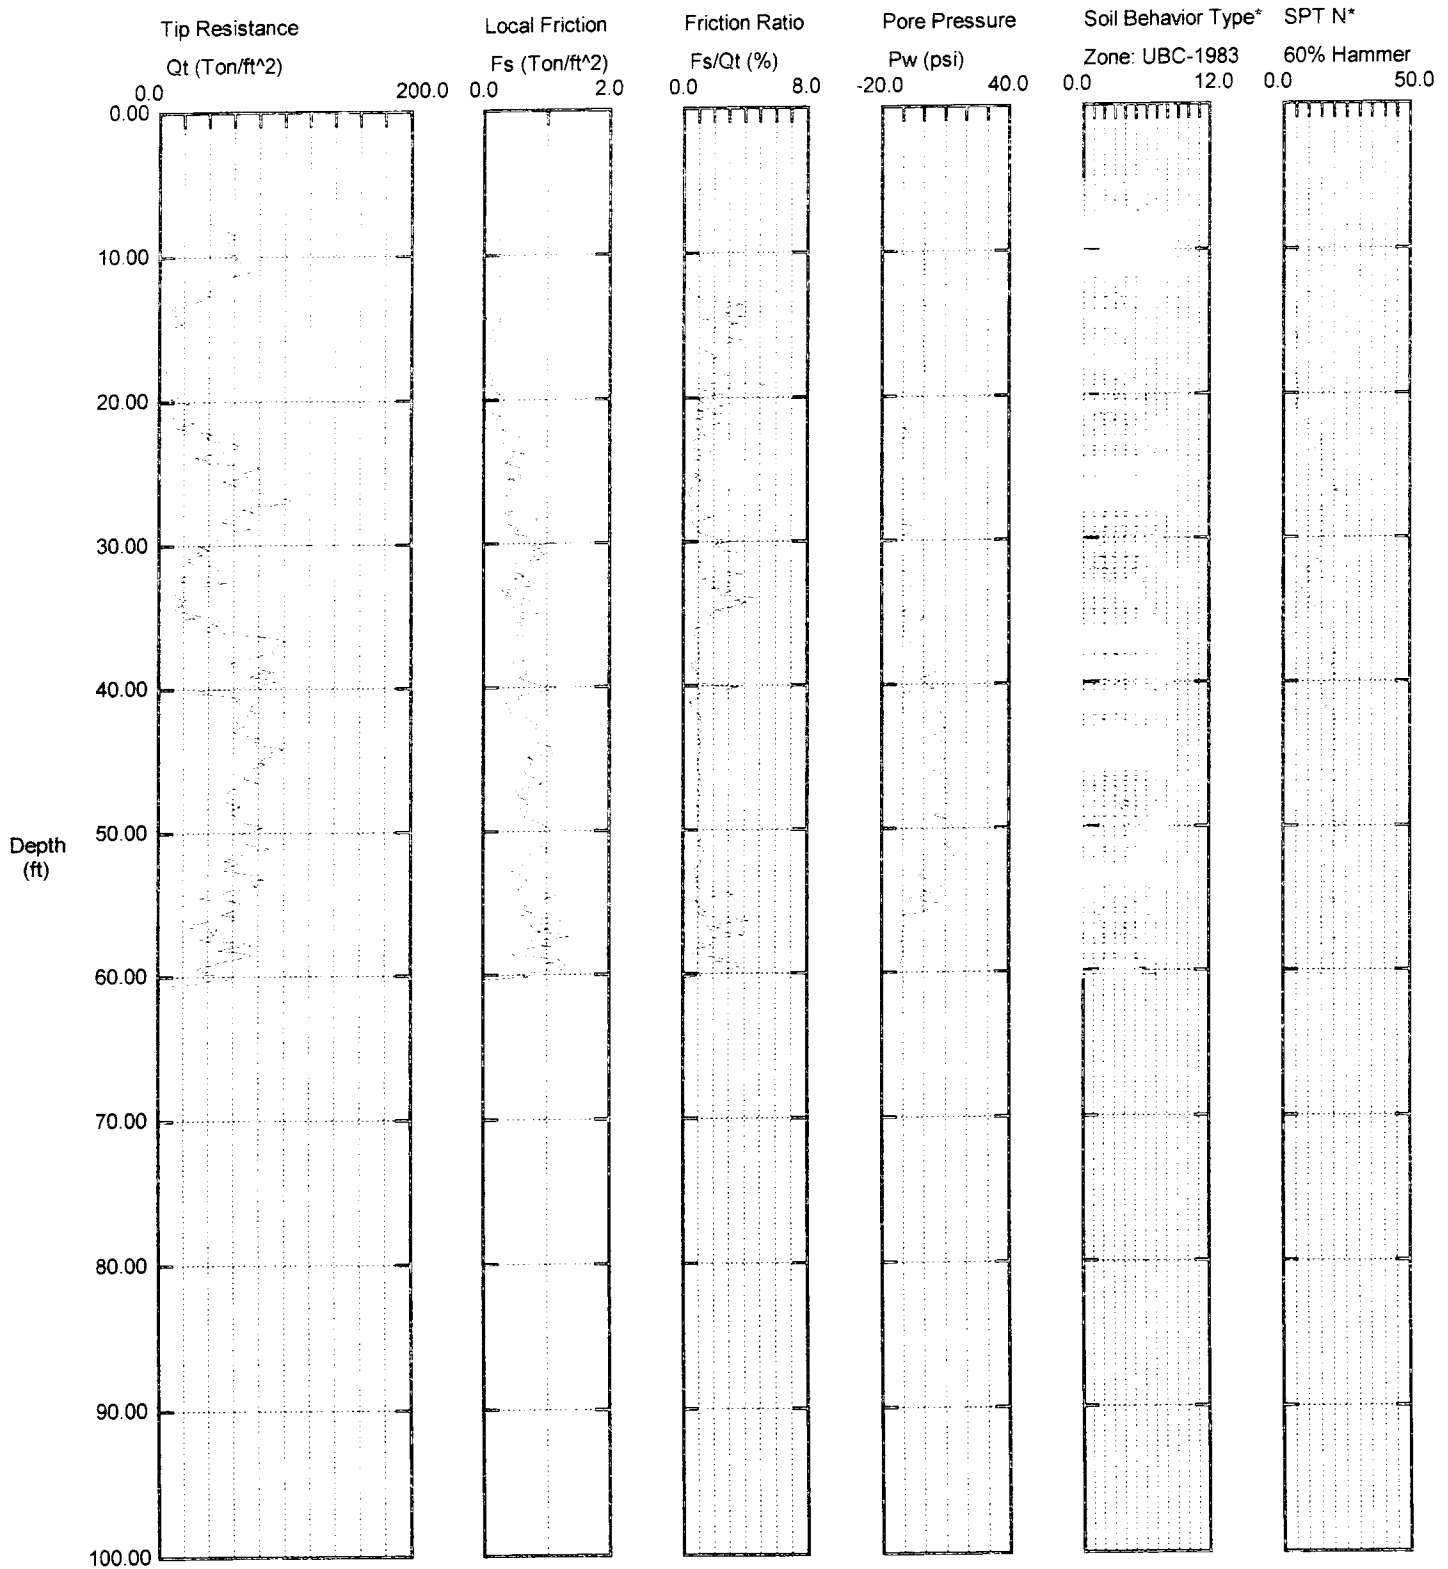 Tip Resistance
Qt (Ton/ft^2)
0.0 200.0
Local Friction
Fs (Ton/ft^2)
0.0 2.0
Friction Ratio
Fs/Qt (%)
0.0 8.0
Pore Pressure
Pw (psi)
-20.0 40.0
Soil Behavior Type*
Zone: UBC-1983
0.0 12.0
SPT N*
60% Hammer
0.0 50.0
0.00
10.00
20.00
30.00
40.00
50.00
Depth
(ft)
60.00
70.00
80.00
90.00
100.00